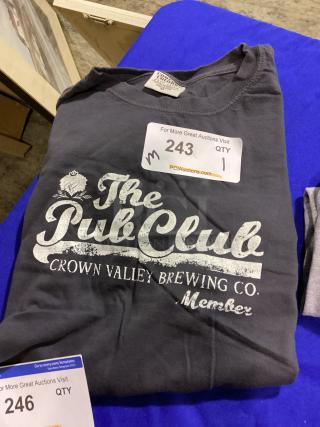 For More Great Auctions Visit
243
QTY
M
1
The
Pub Club
CROWN VALLEY BREWING CO.
Member
For More Great Auctions Visit
246
QTY